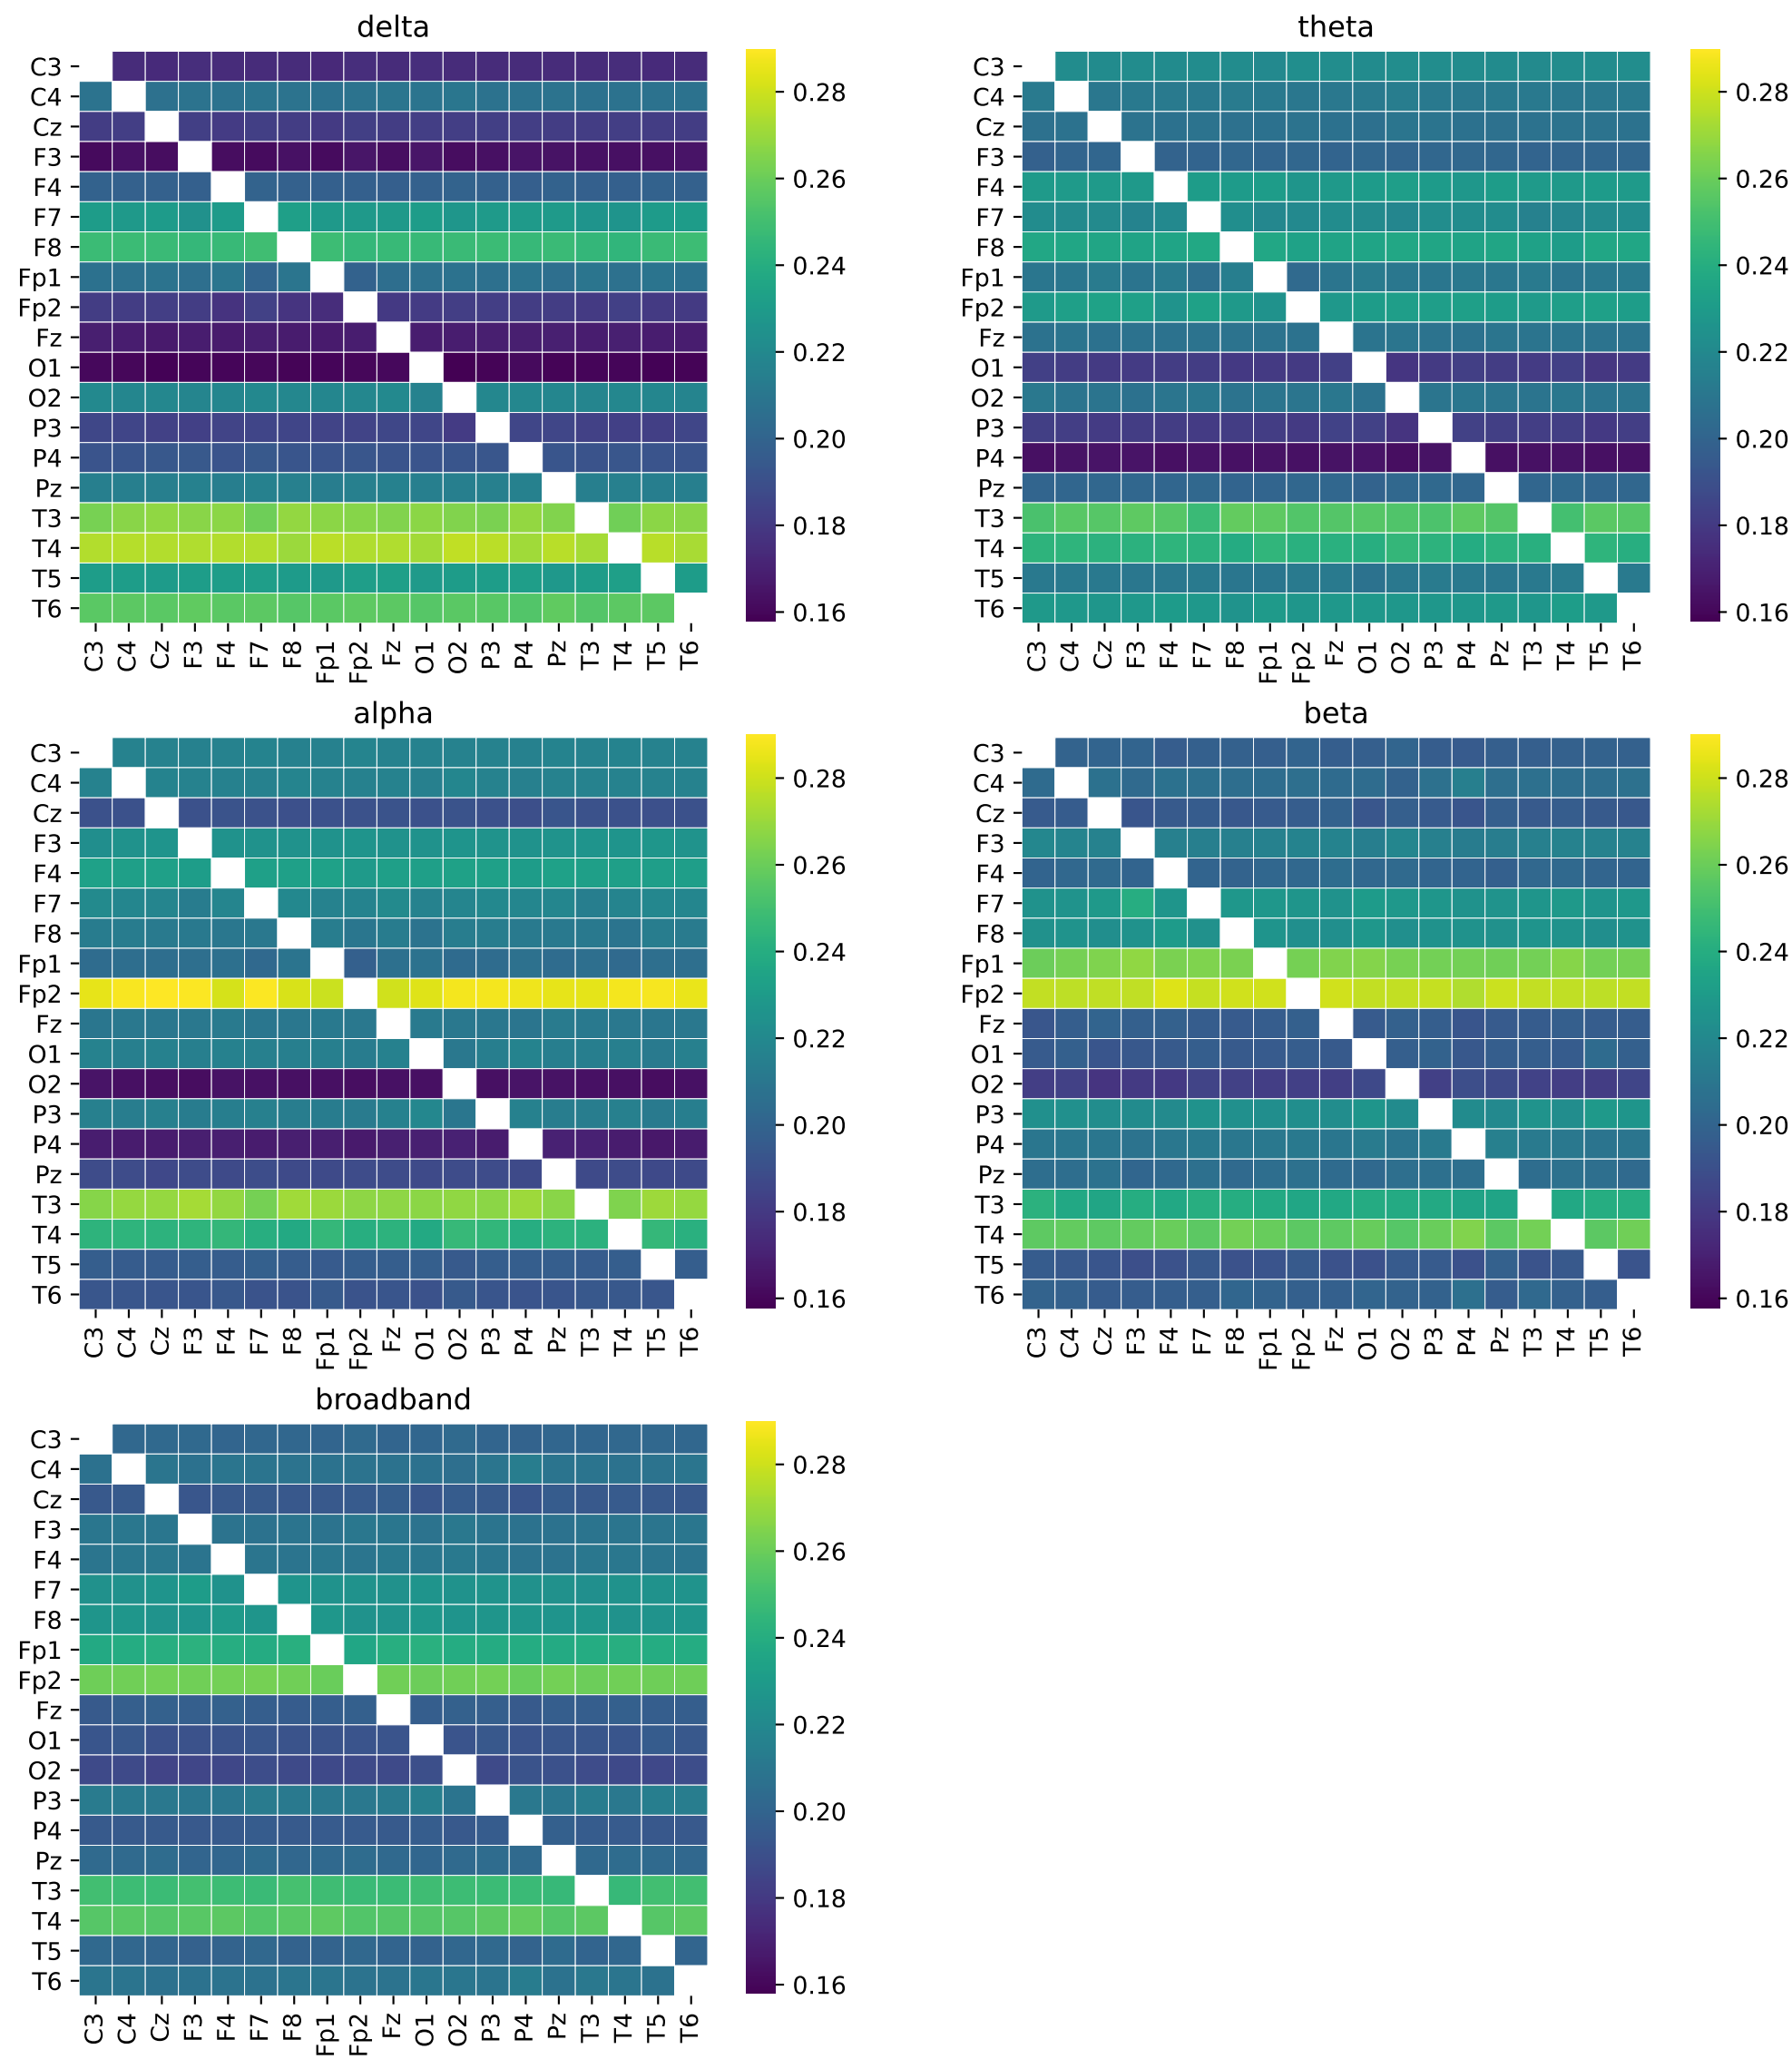 delta
C3
C4
Cz
F3
F4
F7
F8
Fp1
Fp2
Fz
O1
O2
P3
P4
Pz
T3
T4
T5
T6
C3 C4 Cz F3 F4 F7 F8 Fp1 Fp2 Fz O1 O2 P3 P4 Pz T3 T4 T5 T6
0.28
0.26
0.24
0.22
0.20
0.18
0.16
theta
C3
C4
Cz
F3
F4
F7
F8
Fp1
Fp2
Fz
O1
O2
P3
P4
Pz
T3
T4
T5
T6
C3 C4 Cz F3 F4 F7 F8 Fp1 Fp2 Fz O1 O2 P3 P4 Pz T3 T4 T5 T6
0.28
0.26
0.24
0.22
0.20
0.18
0.16
alpha
C3
C4
Cz
F3
F4
F7
F8
Fp1
Fp2
Fz
O1
O2
P3
P4
Pz
T3
T4
T5
T6
C3 C4 Cz F3 F4 F7 F8 Fp1 Fp2 Fz O1 O2 P3 P4 Pz T3 T4 T5 T6
0.28
0.26
0.24
0.22
0.20
0.18
0.16
beta
C3
C4
Cz
F3
F4
F7
F8
Fp1
Fp2
Fz
O1
O2
P3
P4
Pz
T3
T4
T5
T6
C3 C4 Cz F3 F4 F7 F8 Fp1 Fp2 Fz O1 O2 P3 P4 Pz T3 T4 T5 T6
0.28
0.26
0.24
0.22
0.20
0.18
0.16
broadband
C3
C4
Cz
F3
F4
F7
F8
Fp1
Fp2
Fz
O1
O2
P3
P4
Pz
T3
T4
T5
T6
C3 C4 Cz F3 F4 F7 F8 Fp1 Fp2 Fz O1 O2 P3 P4 Pz T3 T4 T5 T6
0.28
0.26
0.24
0.22
0.20
0.18
0.16